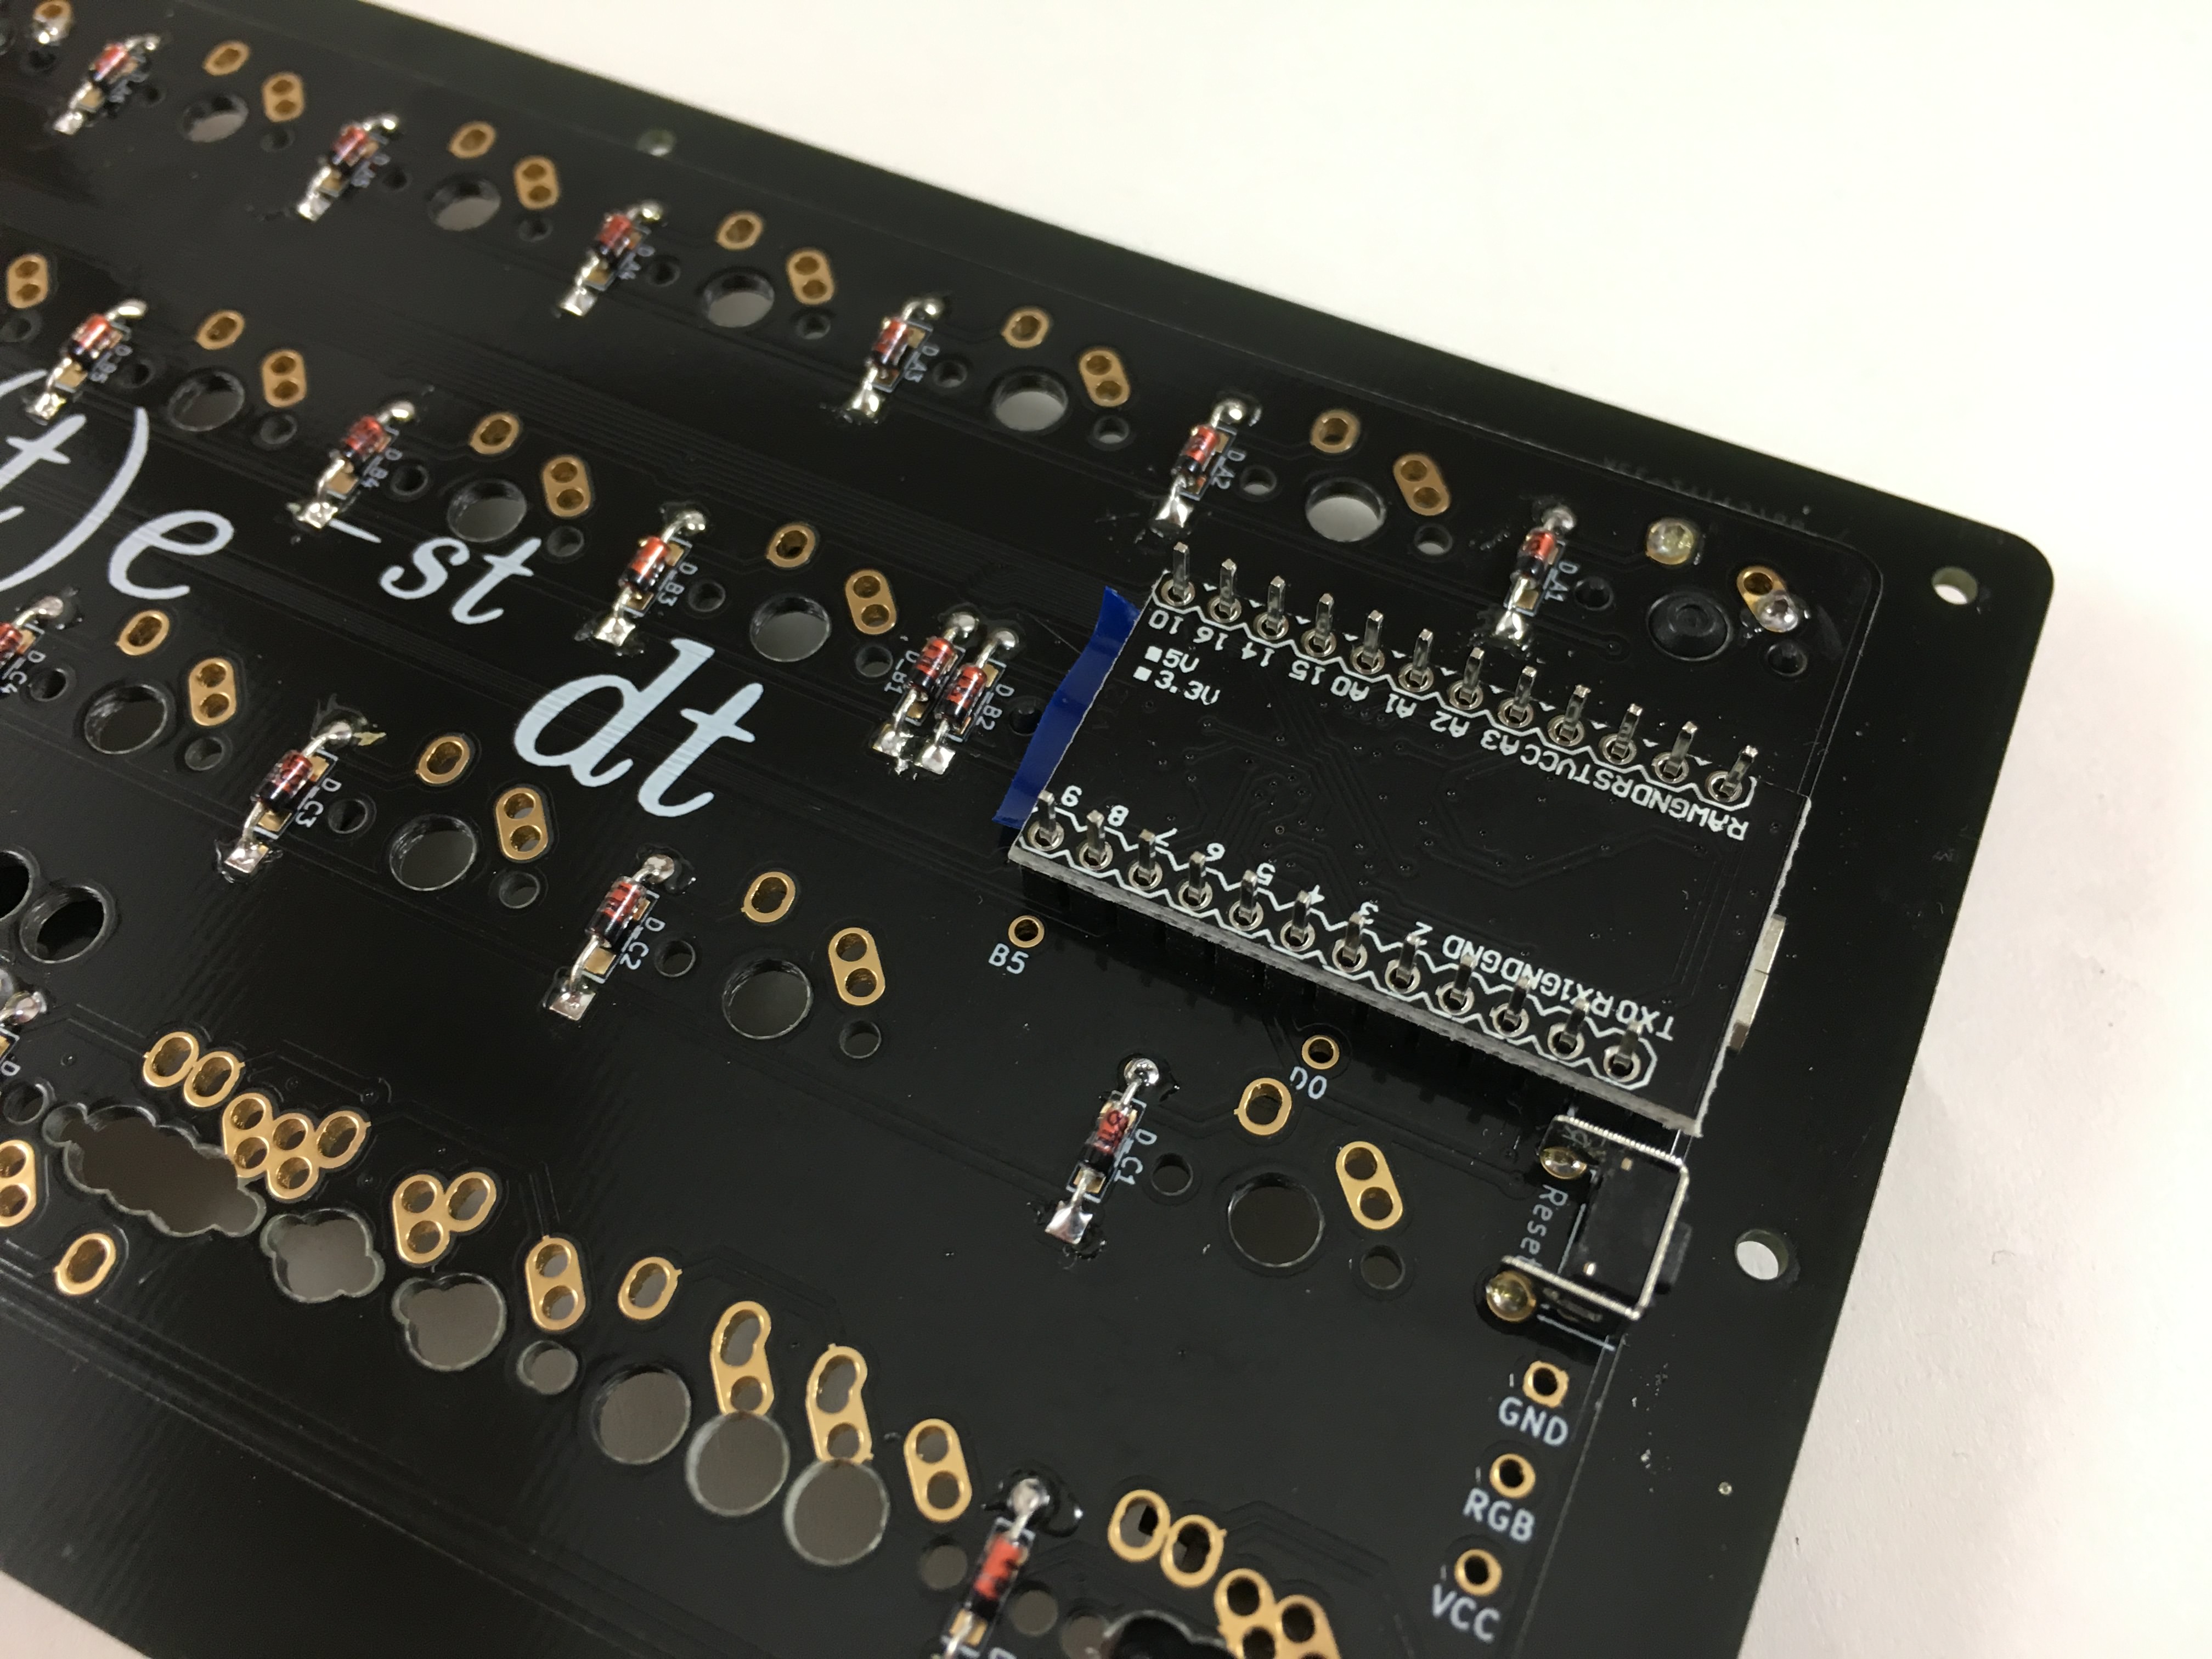 D_A5
D_A4
D_A3
D_A2
D_A1
D_B5
D_B4
D_B3
D_B1
D_B2
t)e
-st
dt
10 16 14 15 A0 A1 A2 A3 VCC RST GND RAW
5V
3.3V
9 8 7 6 5 4 3 2 GND GND RX1 TX0
D_C4
D_C3
D_C2
D_C1
B5
D0
Reset
GND
RGB
VCC